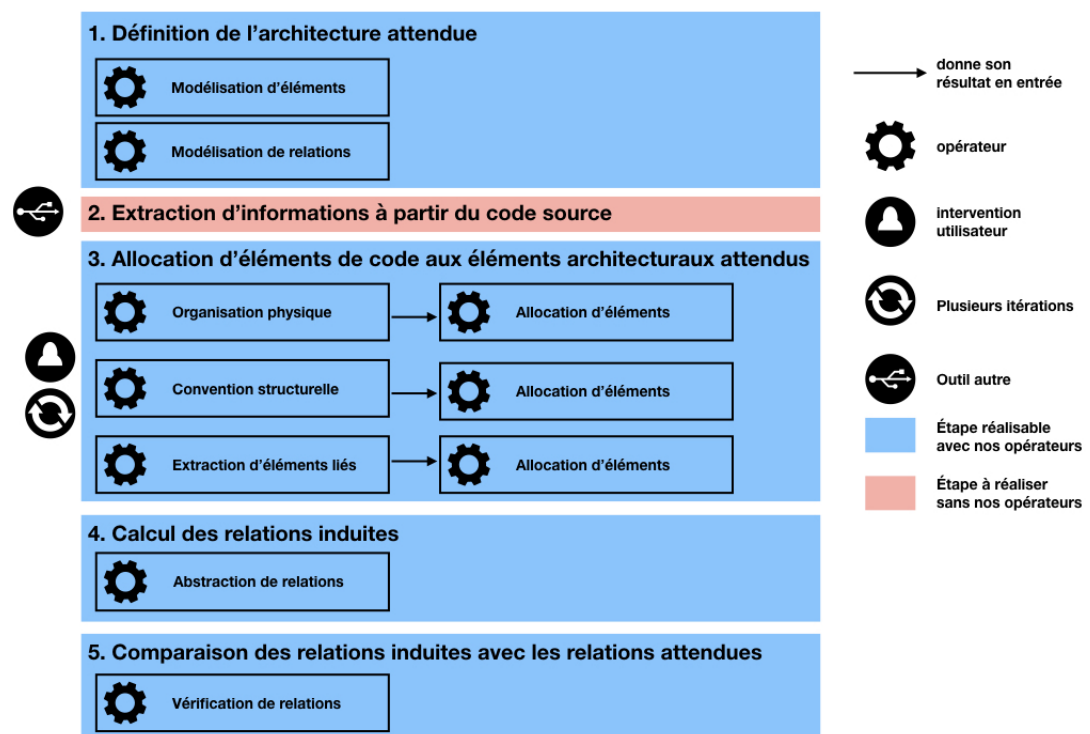 1. Définition de l’architecture attendue
Modélisation d’éléments
Modélisation de relations
2. Extraction d’informations à partir du code source
3. Allocation d’éléments de code aux éléments architecturaux attendus
Organisation physique
Allocation d’éléments
Convention structurelle
Allocation d’éléments
Extraction d’éléments liés
Allocation d’éléments
4. Calcul des relations induites
Abstraction de relations
5. Comparaison des relations induites avec les relations attendues
Vérification de relations
donne son
résultat en entrée
opérateur
intervention
utilisateur
Plusieurs itérations
Outil autre
Étape réalisable
avec nos opérateurs
Étape à réaliser
sans nos opérateurs